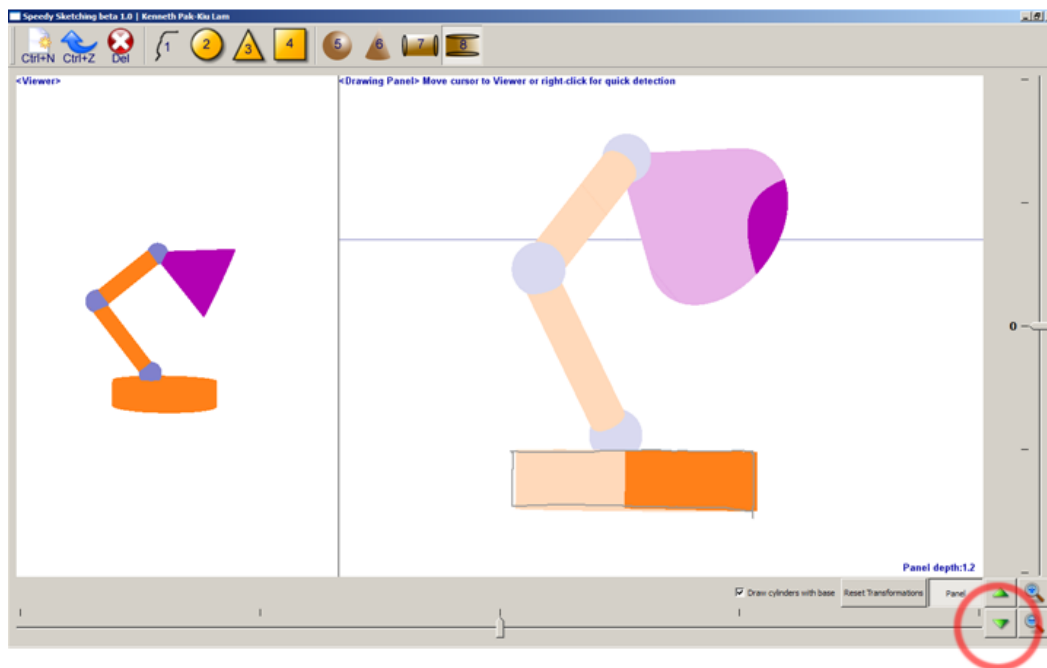 Speedy Sketching beta 1.0 | Kenneth Pak-Kiu Lam
Ctrl+N Ctrl+Z Del 1 2 3 4 5 6 7 8
<Viewer>
<Drawing Panel> Move cursor to Viewer or right-click for quick detection
0
Panel depth:1.2
Draw cylinders with base Reset Transformations Panel